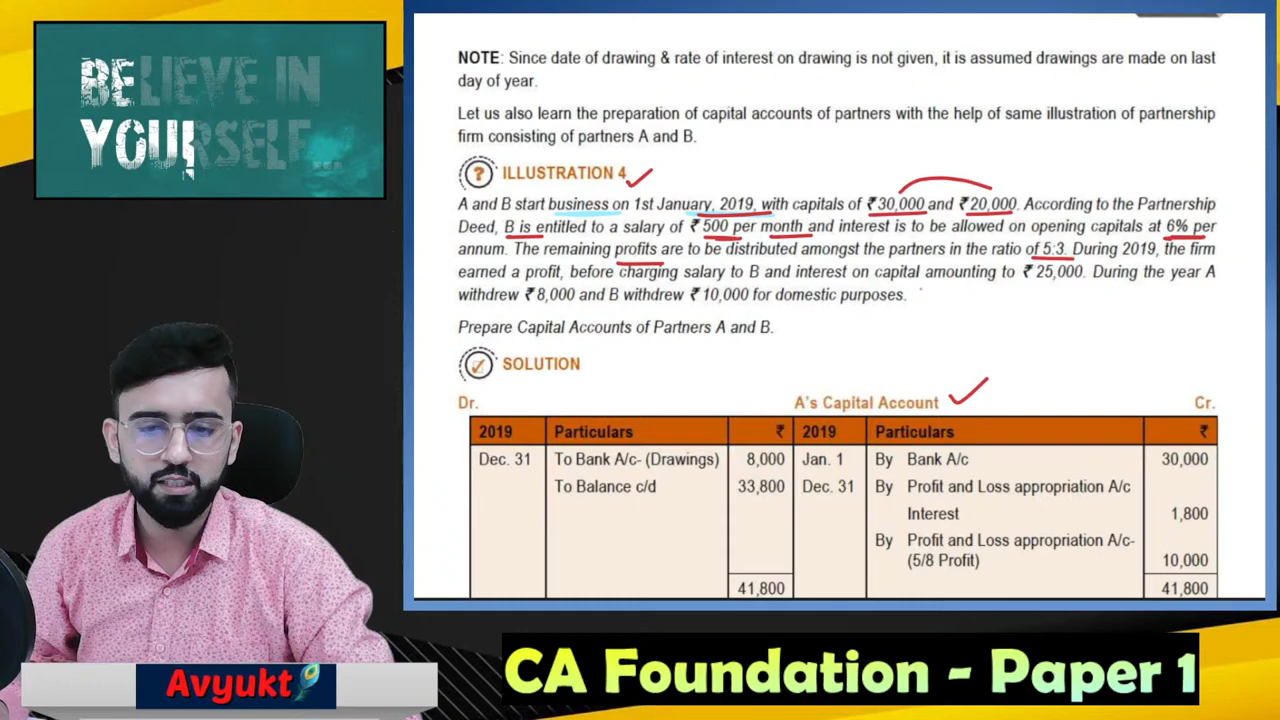 BELIEVE IN
YOURSELF...
NOTE: Since date of drawing & rate of interest on drawing is not given, it is assumed drawings are made on last
day of year.
Let us also learn the preparation of capital accounts of partners with the help of same illustration of partnership
firm consisting of partners A and B.
? ILLUSTRATION 4
A and B start business on 1st January, 2019, with capitals of ₹ 30,000 and ₹ 20,000. According to the Partnership
Deed, B is entitled to a salary of ₹ 500 per month and interest is to be allowed on opening capitals at 6% per
annum. The remaining profits are to be distributed amongst the partners in the ratio of 5:3. During 2019, the firm
earned a profit, before charging salary to B and interest on capital amounting to ₹ 25,000. During the year A
withdrew ₹ 8,000 and B withdrew ₹ 10,000 for domestic purposes.
Prepare Capital Accounts of Partners A and B.
SOLUTION
Dr. A's Capital Account Cr.
2019 Particulars ₹ 2019 Particulars ₹
Dec. 31 To Bank A/c- (Drawings) 8,000 Jan. 1 By Bank A/c 30,000
To Balance c/d 33,800 Dec. 31 By Profit and Loss appropriation A/c
Interest 1,800
By Profit and Loss appropriation A/c-
(5/8 Profit) 10,000
41,800 41,800
Avyukt
CA Foundation - Paper 1